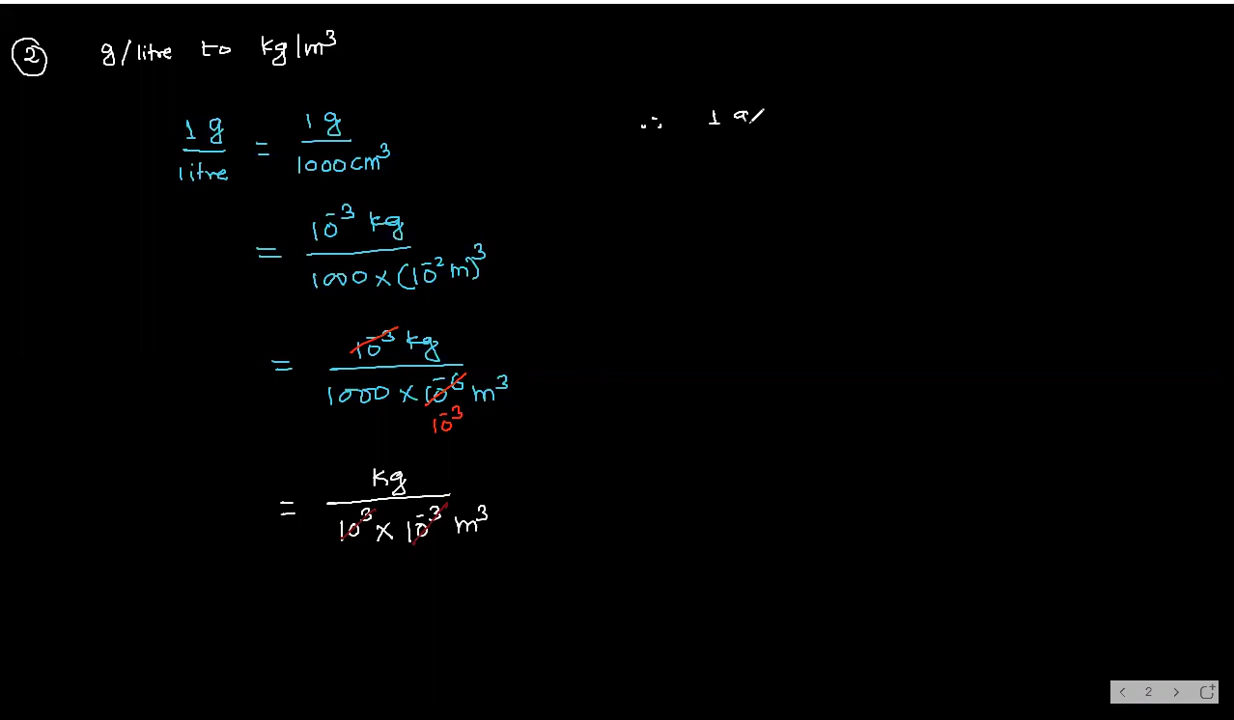 ② g/litre to kg/m³
1 g / litre = 1 g / 1000 cm³
= 10⁻³ kg / 1000 × (10⁻² m)³
= 10⁻³ kg / 1000 × 10⁻⁶ m³
10⁻³
= kg / 10³ × 10⁻³ m³
∴ 1 g/
2